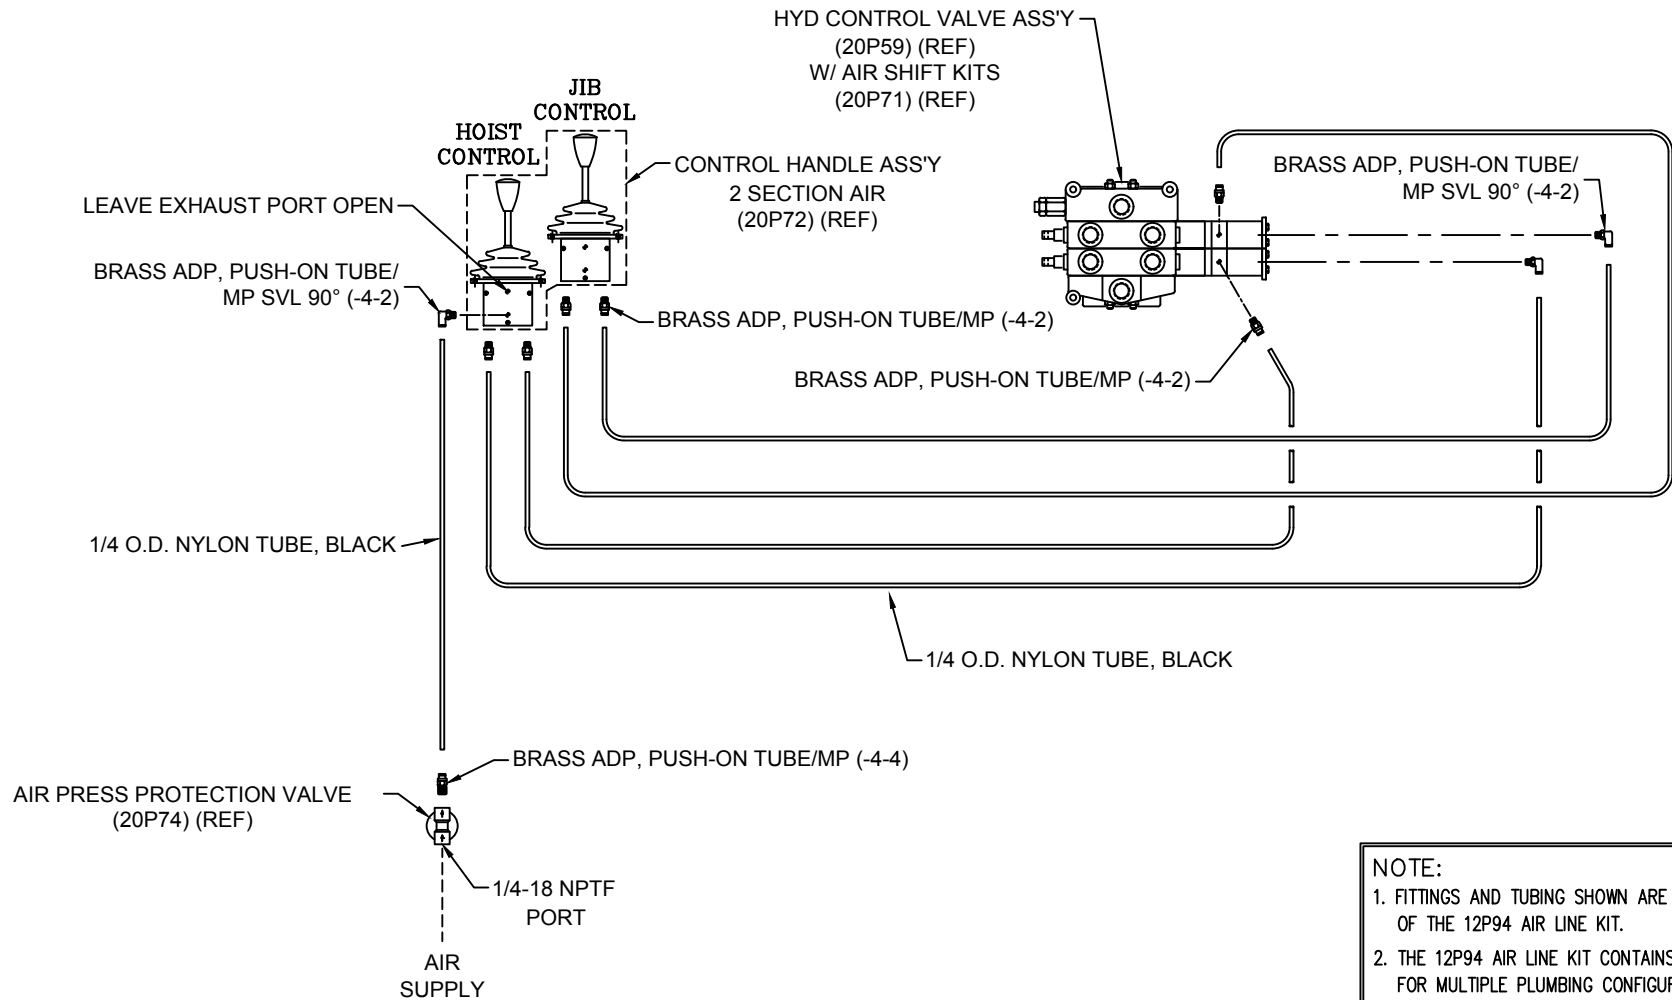 HYD CONTROL VALVE ASS'Y
(20P59) (REF)
W/ AIR SHIFT KITS
(20P71) (REF)
JIB
CONTROL
HOIST
CONTROL
CONTROL HANDLE ASS'Y
2 SECTION AIR
(20P72) (REF)
BRASS ADP, PUSH-ON TUBE/
MP SVL 90° (-4-2)
LEAVE EXHAUST PORT OPEN
BRASS ADP, PUSH-ON TUBE/
MP SVL 90° (-4-2)
BRASS ADP, PUSH-ON TUBE/MP (-4-2)
BRASS ADP, PUSH-ON TUBE/MP (-4-2)
1/4 O.D. NYLON TUBE, BLACK
1/4 O.D. NYLON TUBE, BLACK
BRASS ADP, PUSH-ON TUBE/MP (-4-4)
AIR PRESS PROTECTION VALVE
(20P74) (REF)
1/4-18 NPTF
PORT
AIR
SUPPLY
NOTE:
1. FITTINGS AND TUBING SHOWN ARE
OF THE 12P94 AIR LINE KIT.
2. THE 12P94 AIR LINE KIT CONTAINS
FOR MULTIPLE PLUMBING